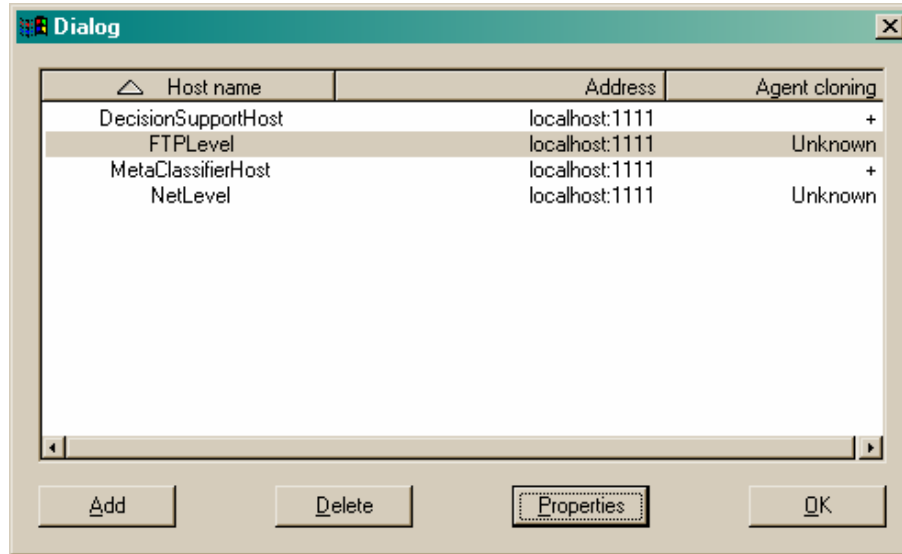 Dialog
Host name Address Agent cloning
DecisionSupportHost localhost:1111 +
FTPLevel localhost:1111 Unknown
MetaClassifierHost localhost:1111 +
NetLevel localhost:1111 Unknown
Add Delete Properties OK